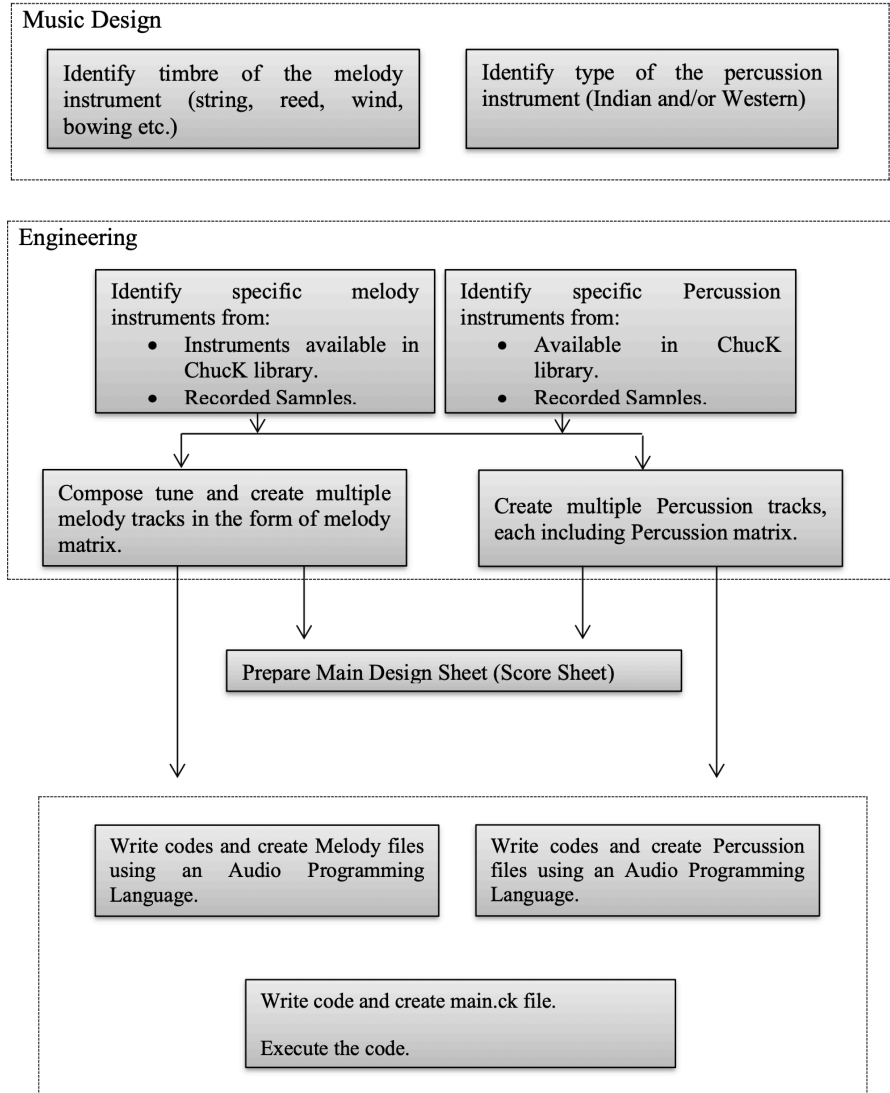 Music Design
Identify timbre of the melody
instrument (string, reed, wind,
bowing etc.)
Identify type of the percussion
instrument (Indian and/or Western)
Engineering
Identify specific melody
instruments from:
• Instruments available in
ChucK library.
• Recorded Samples.
Identify specific Percussion
instruments from:
• Available in ChucK
library.
• Recorded Samples.
Compose tune and create multiple
melody tracks in the form of melody
matrix.
Create multiple Percussion tracks,
each including Percussion matrix.
Prepare Main Design Sheet (Score Sheet)
Write codes and create Melody files
using an Audio Programming
Language.
Write codes and create Percussion
files using an Audio Programming
Language.
Write code and create main.ck file.
Execute the code.